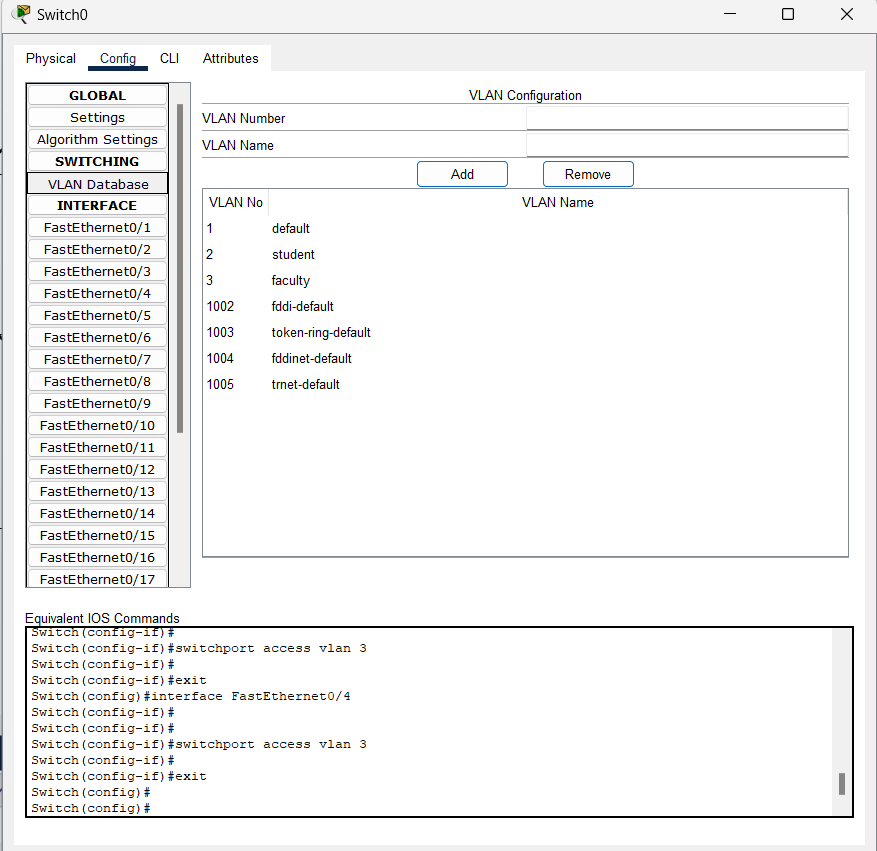 Switch0
Physical Config CLI Attributes
GLOBAL
Settings
Algorithm Settings
SWITCHING
VLAN Database
INTERFACE
FastEthernet0/1
FastEthernet0/2
FastEthernet0/3
FastEthernet0/4
FastEthernet0/5
FastEthernet0/6
FastEthernet0/7
FastEthernet0/8
FastEthernet0/9
FastEthernet0/10
FastEthernet0/11
FastEthernet0/12
FastEthernet0/13
FastEthernet0/14
FastEthernet0/15
FastEthernet0/16
FastEthernet0/17
VLAN Configuration
VLAN Number
VLAN Name
Add Remove
VLAN No VLAN Name
1 default
2 student
3 faculty
1002 fddi-default
1003 token-ring-default
1004 fddinet-default
1005 trnet-default
Equivalent IOS Commands
Switch(config-if)#
Switch(config-if)#switchport access vlan 3
Switch(config-if)#
Switch(config-if)#exit
Switch(config)#interface FastEthernet0/4
Switch(config-if)#
Switch(config-if)#
Switch(config-if)#switchport access vlan 3
Switch(config-if)#
Switch(config-if)#exit
Switch(config)#
Switch(config)#